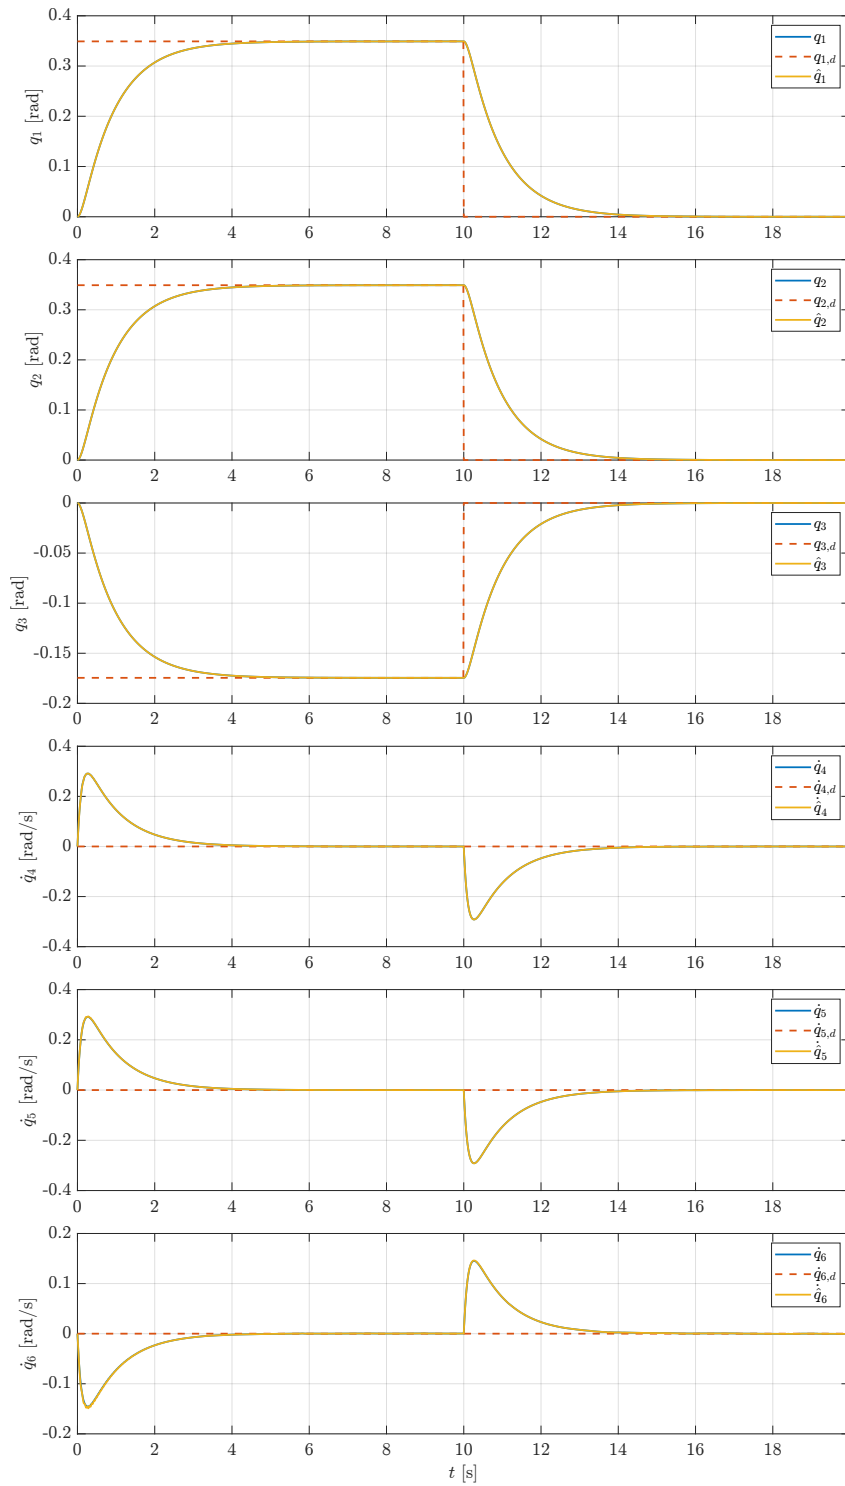 0.4
0.3
0.2
0.1
0
q₁ [rad]
q₁
q₁,d
q̂₁
0 2 4 6 8 10 12 14 16 18
0.4
0.3
0.2
0.1
0
q₂ [rad]
q₂
q₂,d
q̂₂
0 2 4 6 8 10 12 14 16 18
0
-0.05
-0.1
-0.15
-0.2
q₃ [rad]
q₃
q₃,d
q̂₃
0 2 4 6 8 10 12 14 16 18
0.4
0.2
0
-0.2
-0.4
q̇₄ [rad/s]
q̇₄
q̇₄,d
q̂̇₄
0 2 4 6 8 10 12 14 16 18
0.4
0.2
0
-0.2
-0.4
q̇₅ [rad/s]
q̇₅
q̇₅,d
q̂̇₅
0 2 4 6 8 10 12 14 16 18
0.2
0.1
0
-0.1
-0.2
q̇₆ [rad/s]
q̇₆
q̇₆,d
q̂̇₆
0 2 4 6 8 10 12 14 16 18
t [s]